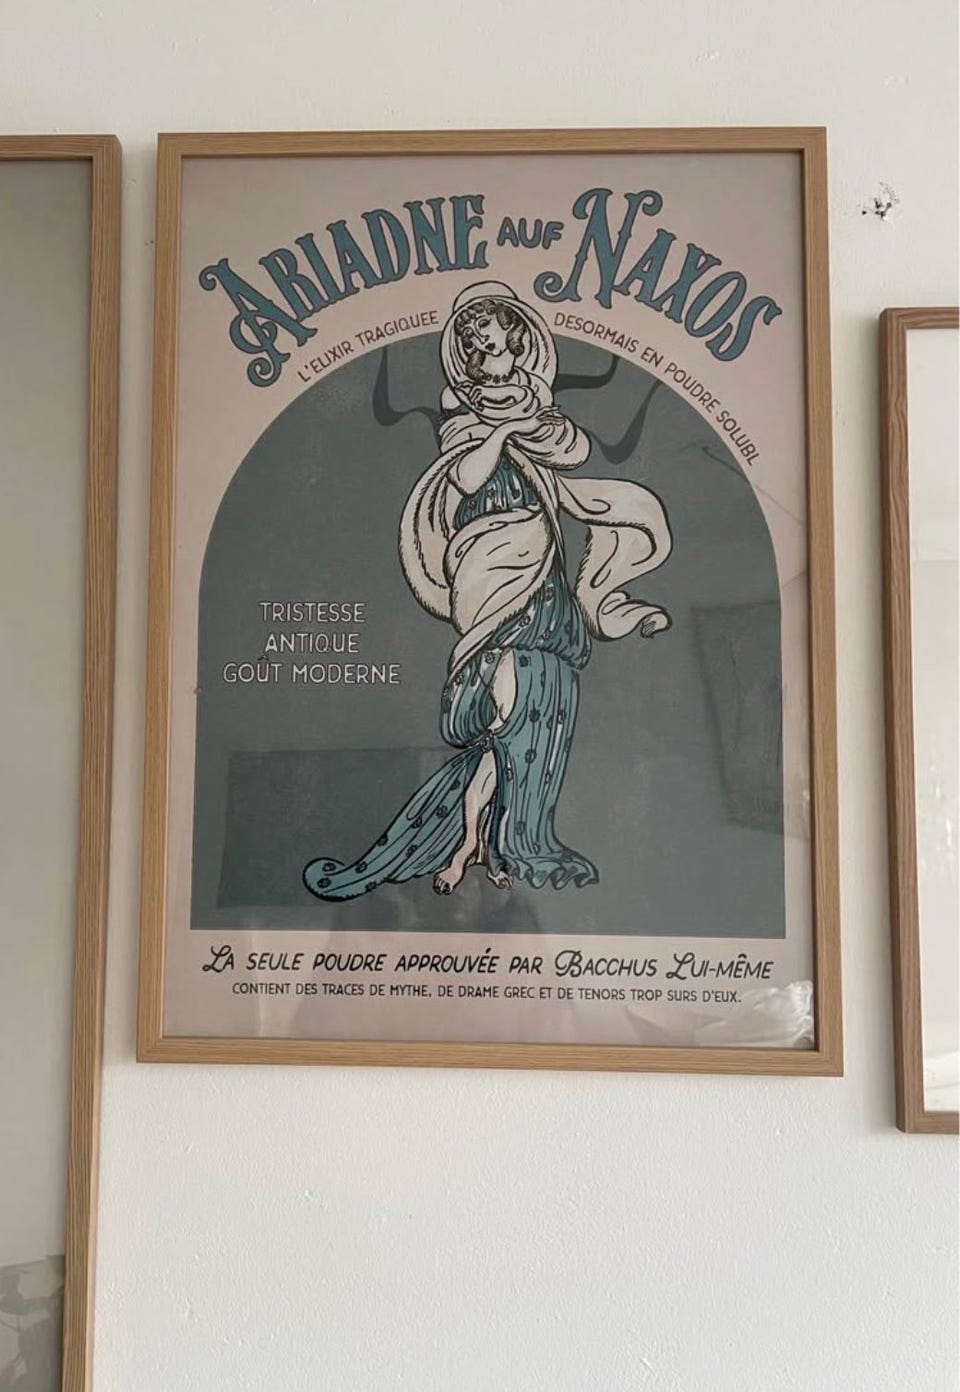 ARIADNE AUF NAXOS
L'ELIXIR TRAGIQUEE DESORMAIS EN POUDRE SOLUBL
TRISTESSE
ANTIQUE
GOÛT MODERNE
LA SEULE POUDRE APPROUVÉE PAR BACCHUS LUI-MÊME
CONTIENT DES TRACES DE MYTHE, DE DRAME GREC ET DE TENORS TROP SURS D'EUX.